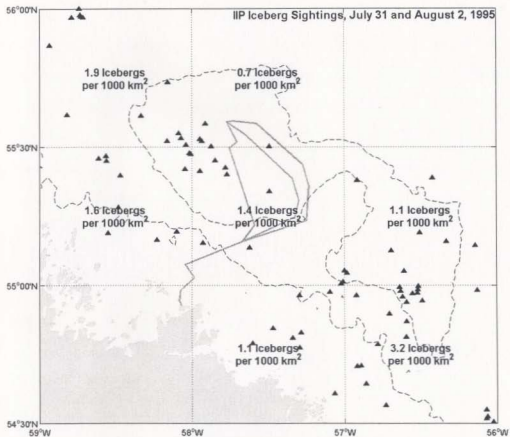 IIP Iceberg Sightings, July 31 and August 2, 1995
56°00'N
1.9 Icebergs
per 1000 km²
0.7 Icebergs
per 1000 km²
55°30'N
1.6 Icebergs
per 1000 km²
1.4 Icebergs
per 1000 km²
1.1 Icebergs
per 1000 km²
55°00'N
1.1 Icebergs
per 1000 km²
3.2 Icebergs
per 1000 km²
54°30'N
59°W
58°W
57°W
56°W